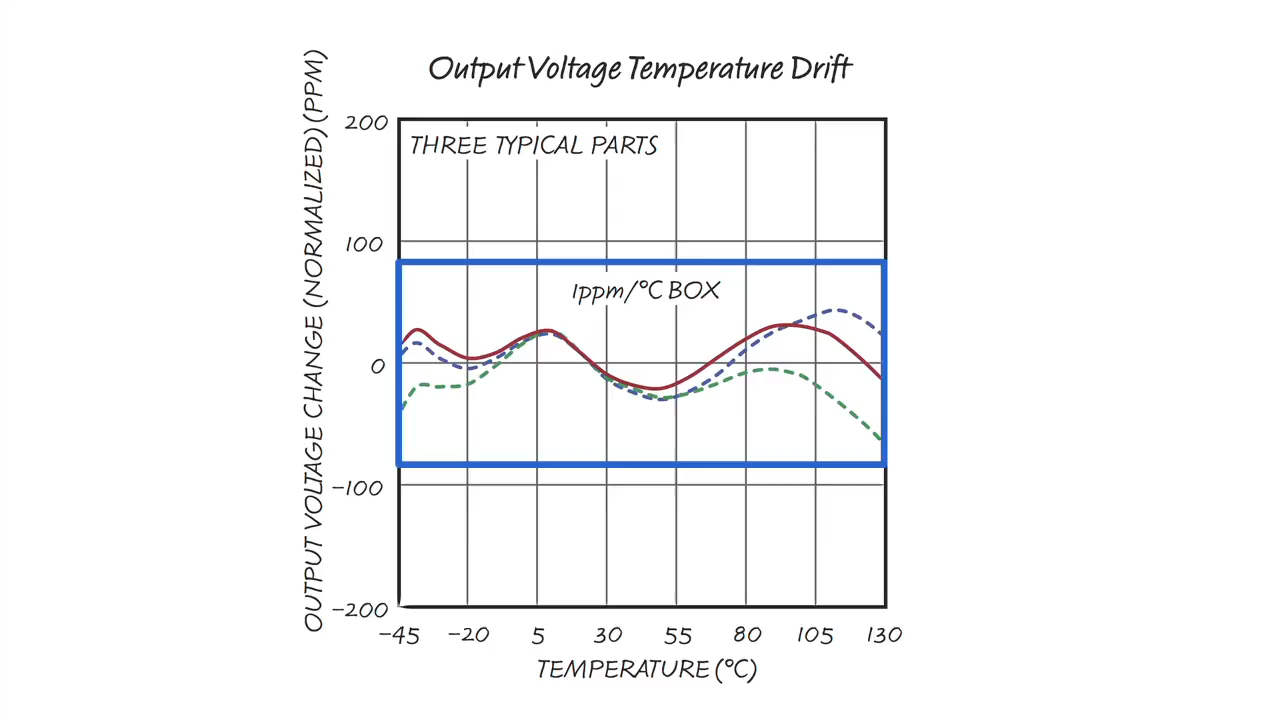 Output Voltage Temperature Drift
OUTPUT VOLTAGE CHANGE (NORMALIZED) (PPM)
200
THREE TYPICAL PARTS
100
1ppm/°C BOX
0
-100
-200
-45 -20 5 30 55 80 105 130
TEMPERATURE (°C)